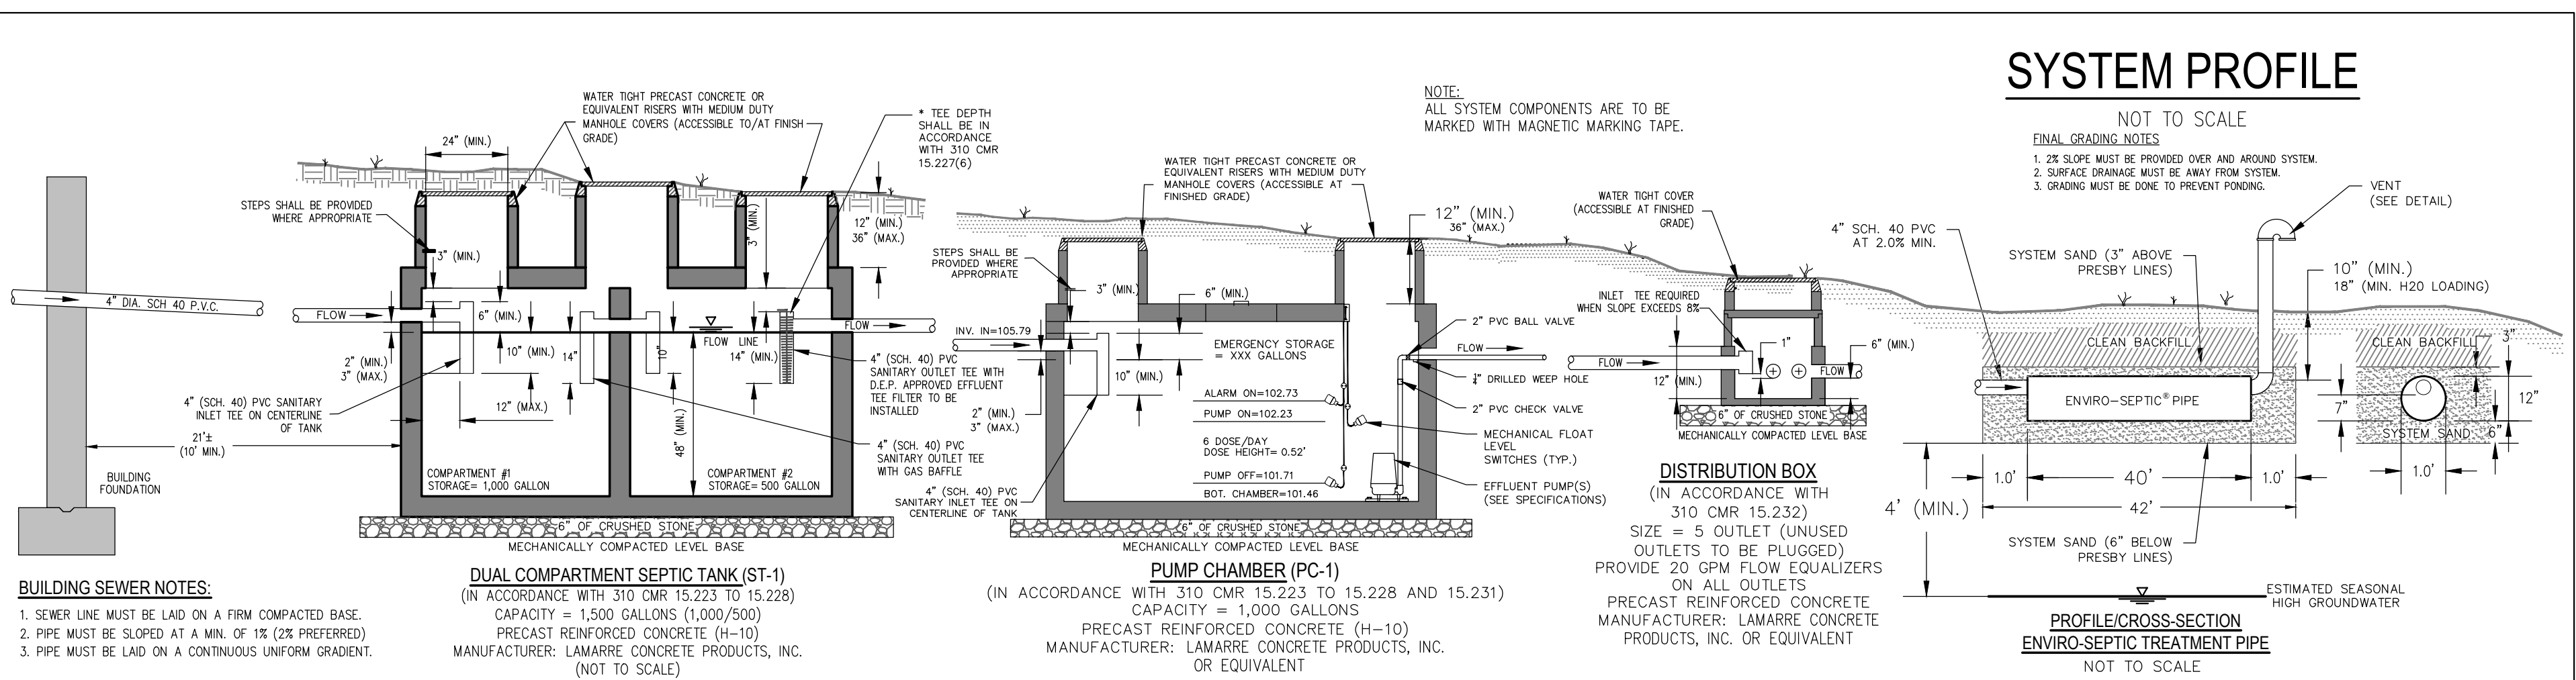 SYSTEM PROFILE
NOT TO SCALE
FINAL GRADING NOTES
1. 2% SLOPE MUST BE PROVIDED OVER AND AROUND SYSTEM.
2. SURFACE DRAINAGE MUST BE AWAY FROM SYSTEM.
3. GRADING MUST BE DONE TO PREVENT PONDING.
NOTE:
ALL SYSTEM COMPONENTS ARE TO BE
MARKED WITH MAGNETIC MARKING TAPE.
4" DIA. SCH 40 P.V.C.
21'±
(10' MIN.)
BUILDING
FOUNDATION
BUILDING SEWER NOTES:
1. SEWER LINE MUST BE LAID ON A FIRM COMPACTED BASE.
2. PIPE MUST BE SLOPED AT A MIN. OF 1% (2% PREFERRED)
3. PIPE MUST BE LAID ON A CONTINUOUS UNIFORM GRADIENT.
WATER TIGHT PRECAST CONCRETE OR
EQUIVALENT RISERS WITH MEDIUM DUTY
MANHOLE COVERS (ACCESSIBLE TO/AT FINISH
GRADE)
24" (MIN.)
* TEE DEPTH
SHALL BE IN
ACCORDANCE
WITH 310 CMR
15.227(6)
STEPS SHALL BE PROVIDED
WHERE APPROPRIATE
3" (MIN.)
3" (MIN.)
12" (MIN.)
36" (MAX.)
FLOW
6" (MIN.)
10" (MIN.)
2" (MIN.)
3" (MAX.)
14"
10"
FLOW LINE
14" (MIN.)
FLOW
12" (MAX.)
48" (MIN.)
4" (SCH. 40) PVC SANITARY
INLET TEE ON CENTERLINE
OF TANK
4" (SCH. 40) PVC
SANITARY OUTLET TEE WITH
D.E.P. APPROVED EFFLUENT
TEE FILTER TO BE
INSTALLED
4" (SCH. 40) PVC
SANITARY OUTLET TEE
WITH GAS BAFFLE
COMPARTMENT #1
STORAGE= 1,000 GALLON
COMPARTMENT #2
STORAGE= 500 GALLON
6" OF CRUSHED STONE
MECHANICALLY COMPACTED LEVEL BASE
DUAL COMPARTMENT SEPTIC TANK (ST-1)
(IN ACCORDANCE WITH 310 CMR 15.223 TO 15.228)
CAPACITY = 1,500 GALLONS (1,000/500)
PRECAST REINFORCED CONCRETE (H-10)
MANUFACTURER: LAMARRE CONCRETE PRODUCTS, INC.
(NOT TO SCALE)
WATER TIGHT PRECAST CONCRETE OR
EQUIVALENT RISERS WITH MEDIUM DUTY
MANHOLE COVERS (ACCESSIBLE AT
FINISHED GRADE)
12" (MIN.)
36" (MAX.)
STEPS SHALL BE
PROVIDED WHERE
APPROPRIATE
3" (MIN.)
6" (MIN.)
INV. IN=105.79
FLOW
10" (MIN.)
2" (MIN.)
3" (MAX.)
4" (SCH. 40) PVC
SANITARY INLET TEE ON
CENTERLINE OF TANK
EMERGENCY STORAGE
= XXX GALLONS
ALARM ON=102.73
PUMP ON=102.23
6 DOSE/DAY
DOSE HEIGHT= 0.52'
PUMP OFF=101.71
BOT. CHAMBER=101.46
2" PVC BALL VALVE
FLOW
¼" DRILLED WEEP HOLE
2" PVC CHECK VALVE
MECHANICAL FLOAT
LEVEL
SWITCHES (TYP.)
EFFLUENT PUMP(S)
(SEE SPECIFICATIONS)
6" OF CRUSHED STONE
MECHANICALLY COMPACTED LEVEL BASE
PUMP CHAMBER (PC-1)
(IN ACCORDANCE WITH 310 CMR 15.223 TO 15.228 AND 15.231)
CAPACITY = 1,000 GALLONS
PRECAST REINFORCED CONCRETE (H-10)
MANUFACTURER: LAMARRE CONCRETE PRODUCTS, INC.
OR EQUIVALENT
WATER TIGHT COVER
(ACCESSIBLE AT FINISHED
GRADE)
INLET TEE REQUIRED
WHEN SLOPE EXCEEDS 8%
1"
6" (MIN.)
FLOW
FLOW
12" (MIN.)
6" OF CRUSHED STONE
MECHANICALLY COMPACTED LEVEL BASE
DISTRIBUTION BOX
(IN ACCORDANCE WITH
310 CMR 15.232)
SIZE = 5 OUTLET (UNUSED
OUTLETS TO BE PLUGGED)
PROVIDE 20 GPM FLOW EQUALIZERS
ON ALL OUTLETS
PRECAST REINFORCED CONCRETE
MANUFACTURER: LAMARRE CONCRETE
PRODUCTS, INC. OR EQUIVALENT
VENT
(SEE DETAIL)
4" SCH. 40 PVC
AT 2.0% MIN.
SYSTEM SAND (3" ABOVE
PRESBY LINES)
10" (MIN.)
18" (MIN. H20 LOADING)
CLEAN BACKFILL
CLEAN BACKFILL
3"
ENVIRO-SEPTIC® PIPE
7"
12"
SYSTEM SAND
6"
1.0'
40'
1.0'
1.0'
42'
4' (MIN.)
SYSTEM SAND (6" BELOW
PRESBY LINES)
ESTIMATED SEASONAL
HIGH GROUNDWATER
PROFILE/CROSS-SECTION
ENVIRO-SEPTIC TREATMENT PIPE
NOT TO SCALE